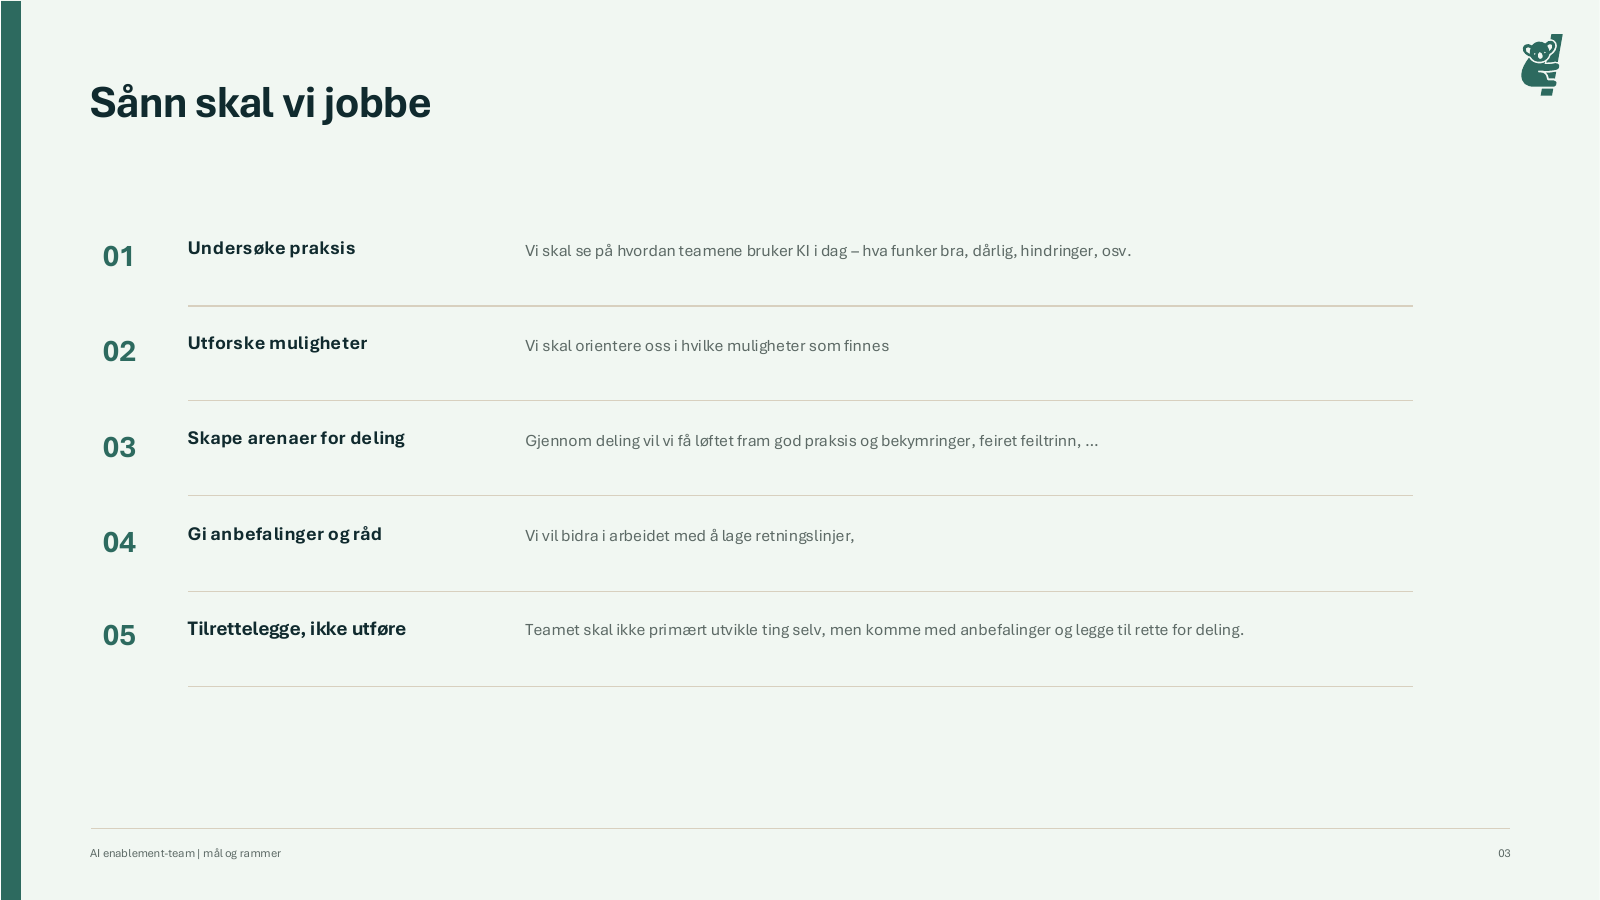 Sånn skal vi jobbe
01
Undersøke praksis
Vi skal se på hvordan teamene bruker KI i dag – hva funker bra, dårlig, hindringer, osv.
02
Utforske muligheter
Vi skal orientere oss i hvilke muligheter som finnes
03
Skape arenaer for deling
Gjennom deling vil vi få løftet fram god praksis og bekymringer, feiret feiltrinn, ...
04
Gi anbefalinger og råd
Vi vil bidra i arbeidet med å lage retningslinjer,
05
Tilrettelegge, ikke utføre
Teamet skal ikke primært utvikle ting selv, men komme med anbefalinger og legge til rette for deling.
AI enablement-team | mål og rammer
03